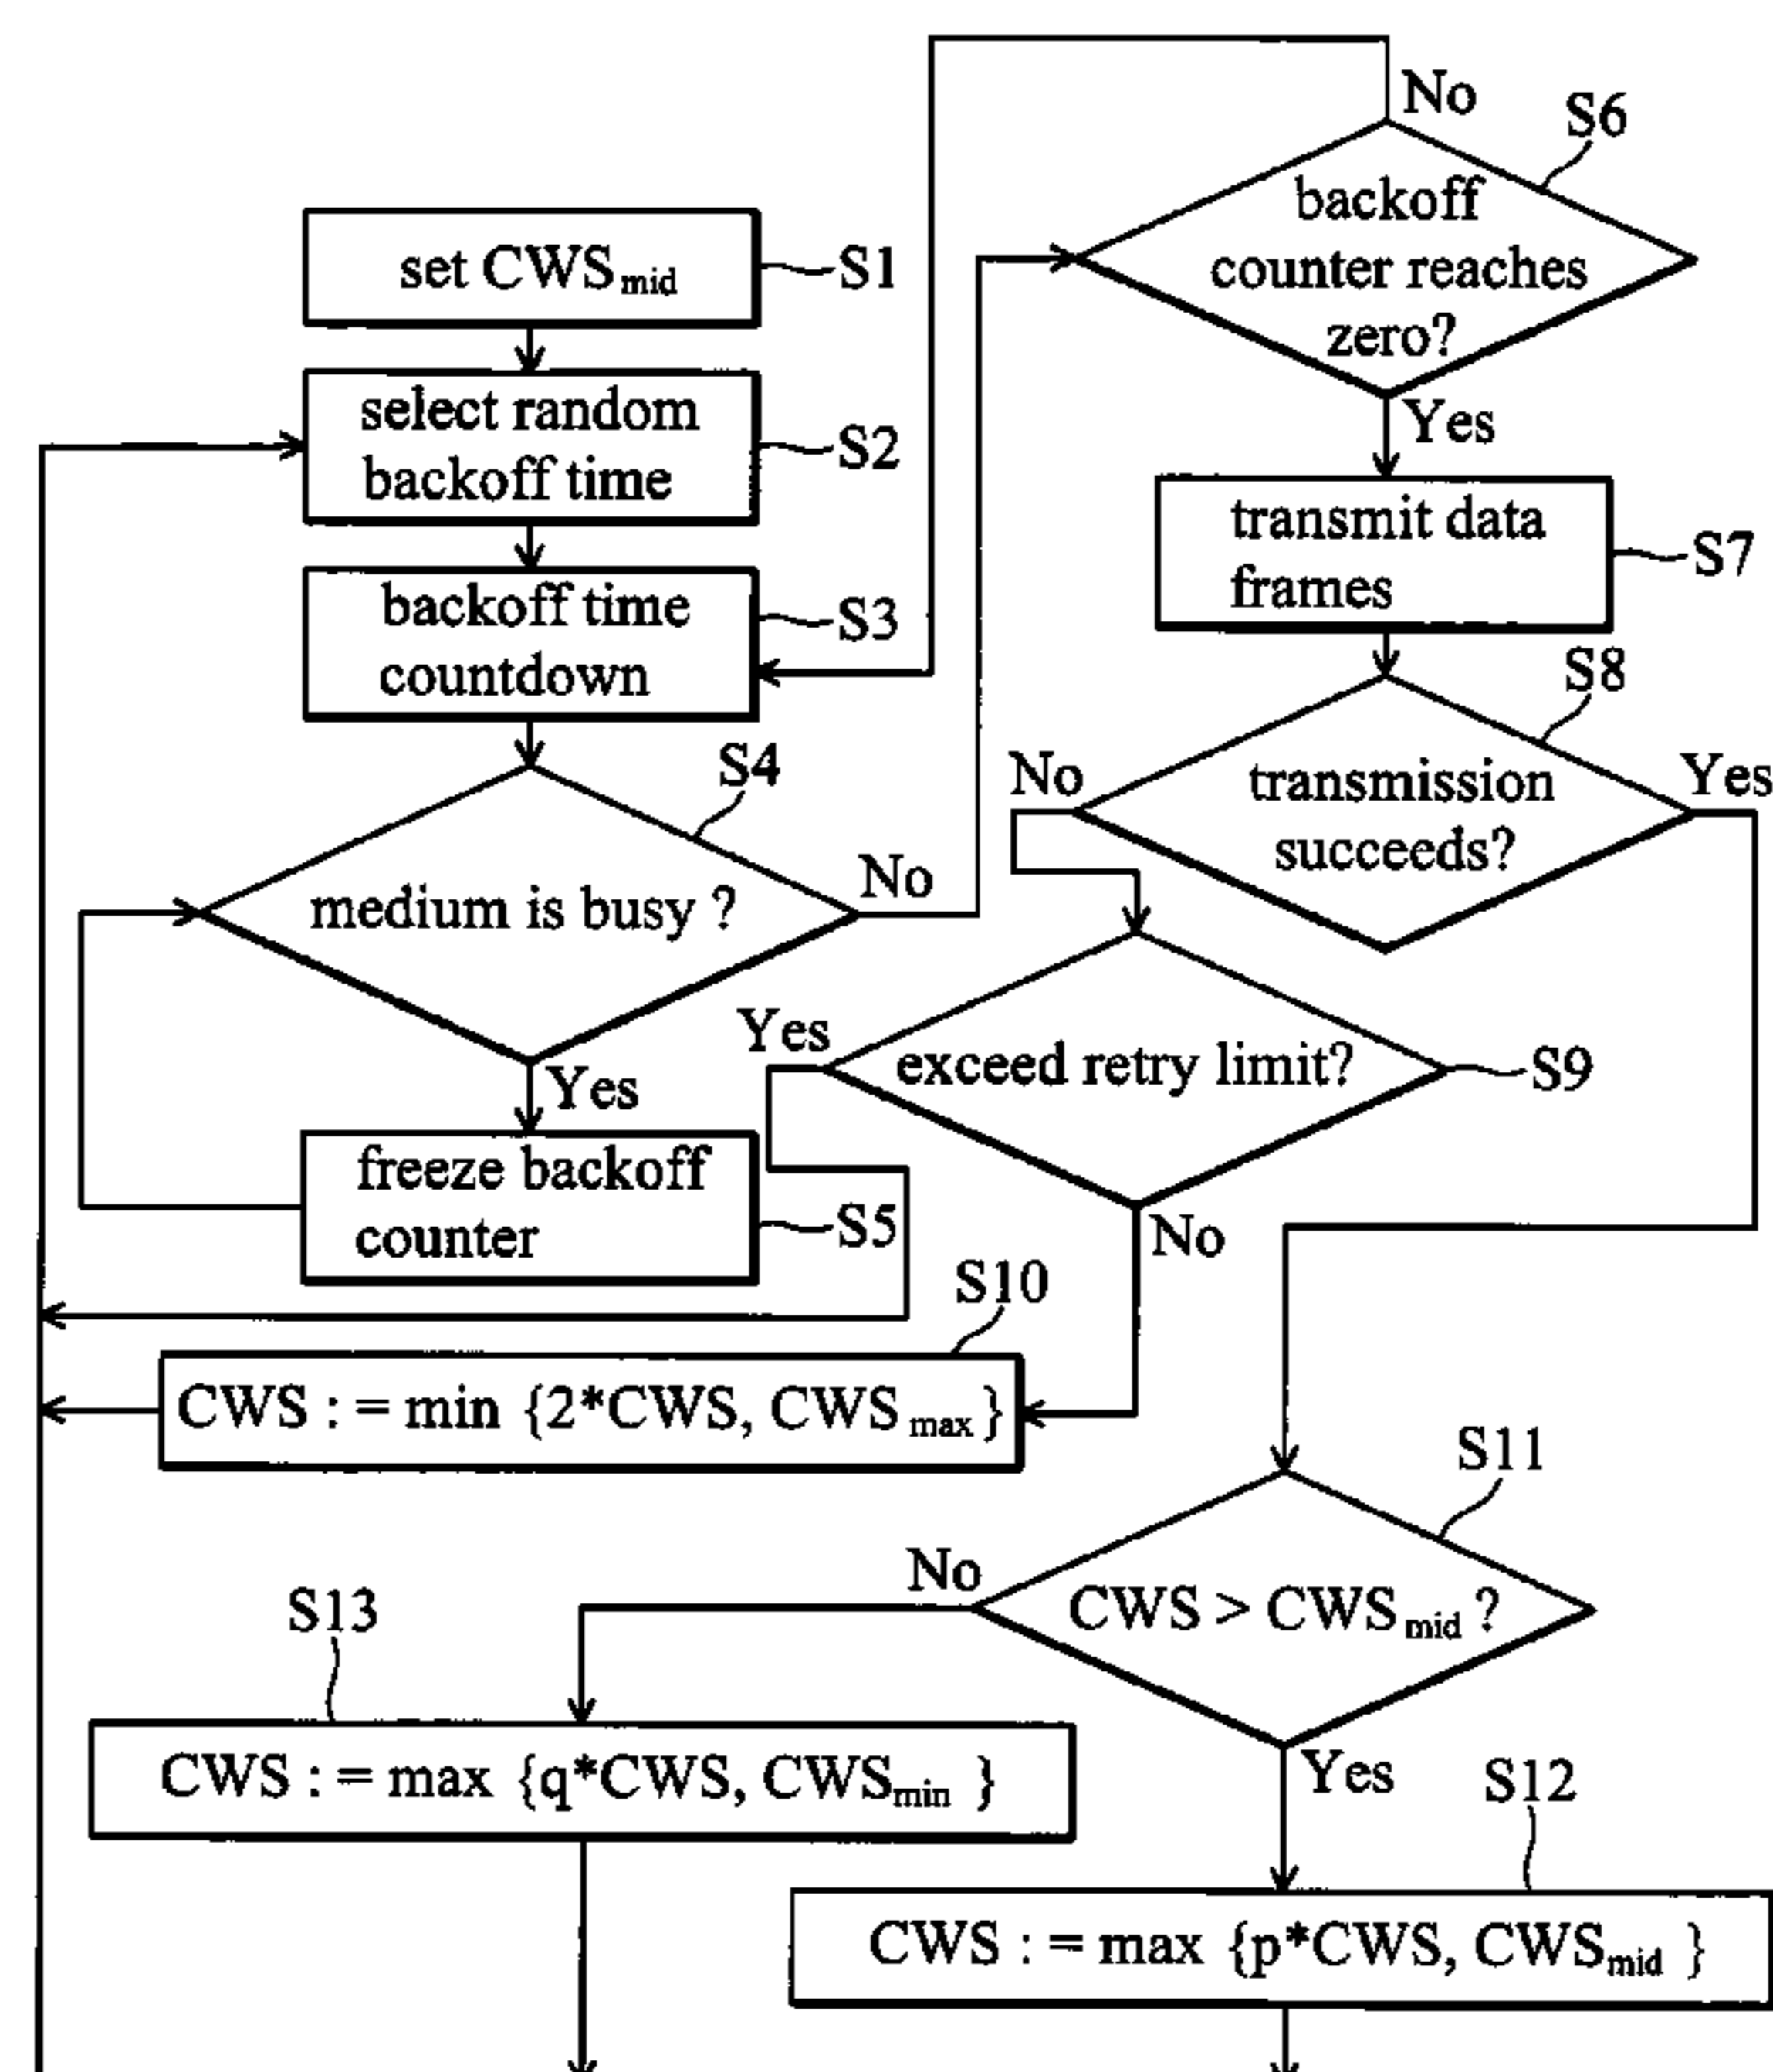 set CWSmid
S1
select random
backoff time
S2
backoff time
countdown
S3
S4
medium is busy ?
No
Yes
freeze backoff
counter
S5
No
S6
backoff
counter reaches
zero?
Yes
transmit data
frames
S7
S8
No
transmission
succeeds?
Yes
Yes
exceed retry limit?
S9
No
S10
CWS : = min {2*CWS, CWSmax}
S11
No
CWS > CWSmid ?
Yes
S13
CWS : = max {q*CWS, CWSmin }
S12
CWS : = max {p*CWS, CWSmid }